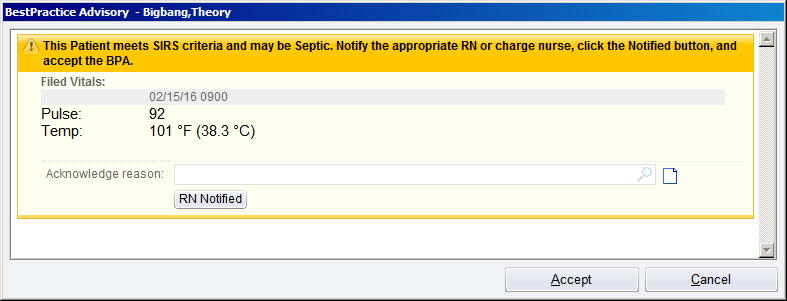 BestPractice Advisory - Bigbang,Theory
This Patient meets SIRS criteria and may be Septic. Notify the appropriate RN or charge nurse, click the Notified button, and
accept the BPA.
Filed Vitals:
02/15/16 0900
Pulse: 92
Temp: 101 °F (38.3 °C)
Acknowledge reason:
RN Notified
Accept Cancel